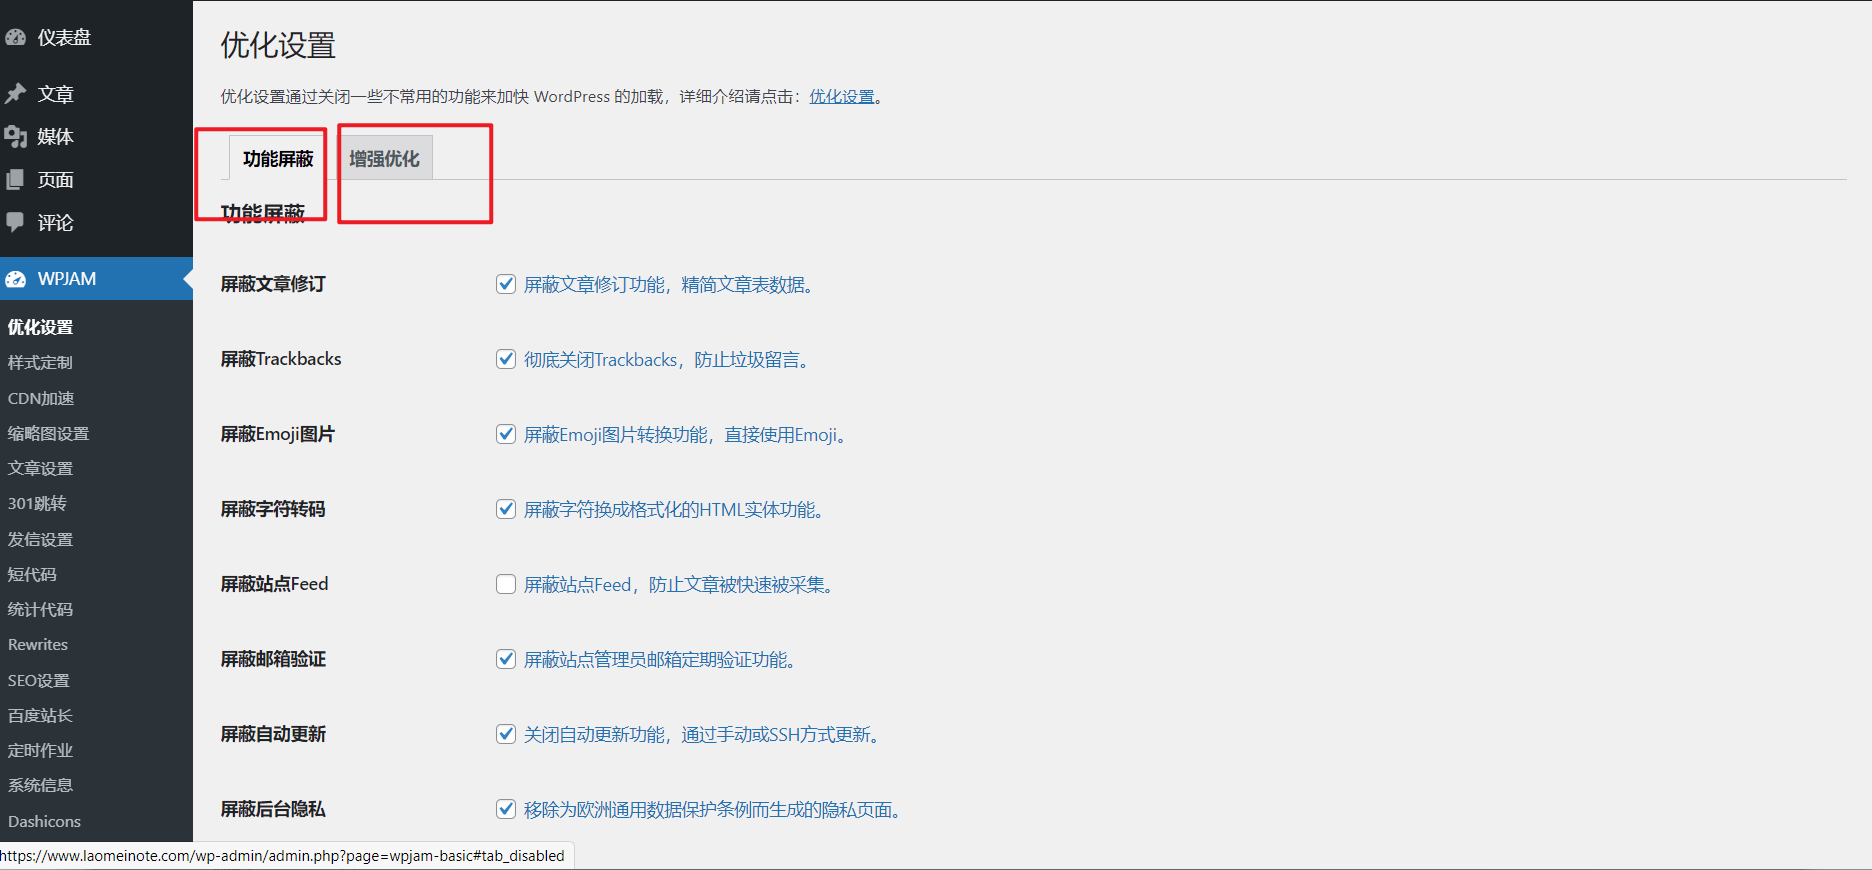 仪表盘
文章
媒体
页面
评论
WPJAM
优化设置
样式定制
CDN加速
缩略图设置
文章设置
301跳转
发信设置
短代码
统计代码
Rewrites
SEO设置
百度站长
定时作业
系统信息
Dashicons
优化设置
优化设置通过关闭一些不常用的功能来加快 WordPress 的加载，详细介绍请点击：优化设置。
功能屏蔽 增强优化
功能屏蔽
屏蔽文章修订 屏蔽文章修订功能，精简文章表数据。
屏蔽Trackbacks 彻底关闭Trackbacks，防止垃圾留言。
屏蔽Emoji图片 屏蔽Emoji图片转换功能，直接使用Emoji。
屏蔽字符转码 屏蔽字符换成格式化的HTML实体功能。
屏蔽站点Feed 屏蔽站点Feed，防止文章被快速被采集。
屏蔽邮箱验证 屏蔽站点管理员邮箱定期验证功能。
屏蔽自动更新 关闭自动更新功能，通过手动或SSH方式更新。
屏蔽后台隐私 移除为欧洲通用数据保护条例而生成的隐私页面。
https://www.laomeinote.com/wp-admin/admin.php?page=wpjam-basic#tab_disabled